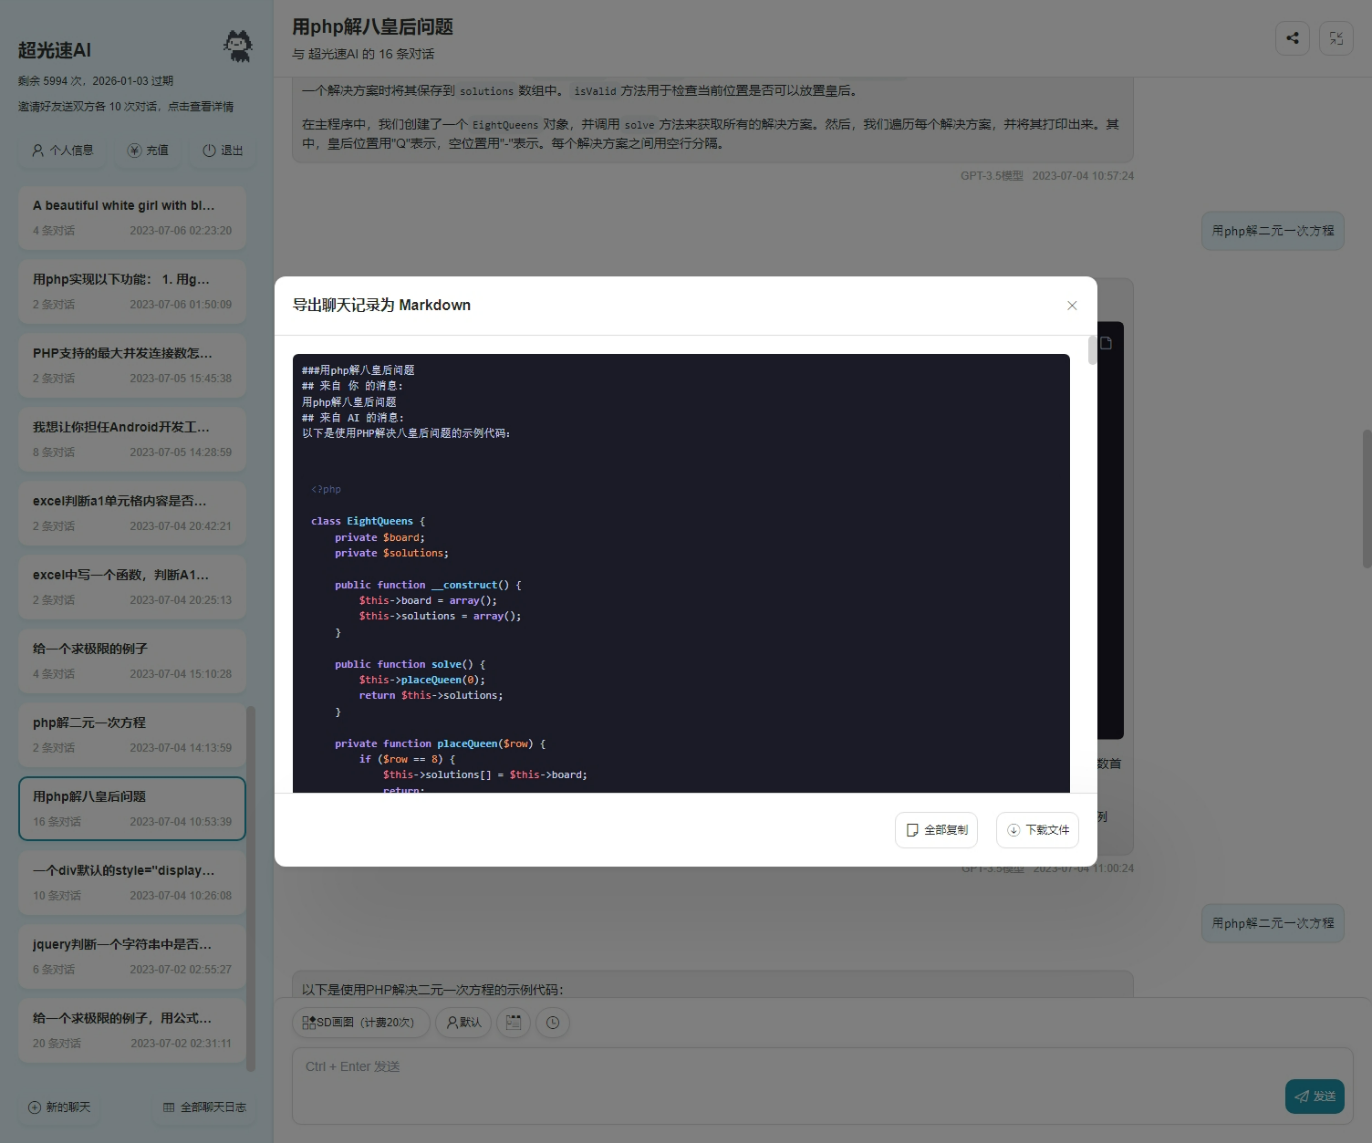 超光速AI
剩余 5994 次，2026-01-03 过期
邀请好友送双方各 10 次对话，点击查看详情
个人信息
充值
退出
A beautiful white girl with bl...
4 条对话
2023-07-06 02:23:20
用php实现以下功能： 1. 用g...
2 条对话
2023-07-06 01:50:09
PHP支持的最大并发连接数怎...
2 条对话
2023-07-05 15:45:38
我想让你担任Android开发工...
8 条对话
2023-07-05 14:28:59
excel判断a1单元格内容是否...
2 条对话
2023-07-04 20:42:21
excel中写一个函数，判断A1...
2 条对话
2023-07-04 20:25:13
给一个求极限的例子
4 条对话
2023-07-04 15:10:28
php解二元一次方程
2 条对话
2023-07-04 14:13:59
用php解八皇后问题
16 条对话
2023-07-04 10:53:39
一个div默认的style="display...
10 条对话
2023-07-04 10:26:08
jquery判断一个字符串中是否...
6 条对话
2023-07-02 02:55:27
给一个求极限的例子，用公式...
20 条对话
2023-07-02 02:31:11
新的聊天
全部聊天日志
用php解八皇后问题
与 超光速AI 的 16 条对话
一个解决方案时将其保存到 solutions 数组中。 isValid 方法用于检查当前位置是否可以放置皇后。
在主程序中，我们创建了一个 EightQueens 对象，并调用 solve 方法来获取所有的解决方案。然后，我们遍历每个解决方案，并将其打印出来。其
中，皇后位置用"Q"表示，空位置用"-"表示。每个解决方案之间用空行分隔。
GPT-3.5模型 2023-07-04 10:57:24
用php解二元一次方程
导出聊天记录为 Markdown
###用php解八皇后问题
## 来自 你 的消息:
用php解八皇后问题
## 来自 AI 的消息:
以下是使用PHP解决八皇后问题的示例代码:
<?php
class EightQueens {
private $board;
private $solutions;
public function __construct() {
$this->board = array();
$this->solutions = array();
}
public function solve() {
$this->placeQueen(0);
return $this->solutions;
}
private function placeQueen($row) {
if ($row == 8) {
$this->solutions[] = $this->board;
return;
全部复制
下载文件
数首
列
GPT-3.5模型 2023-07-04 11:00:24
用php解二元一次方程
以下是使用PHP解决二元一次方程的示例代码：
SD画图（计费20次）
默认
Ctrl + Enter 发送
发送